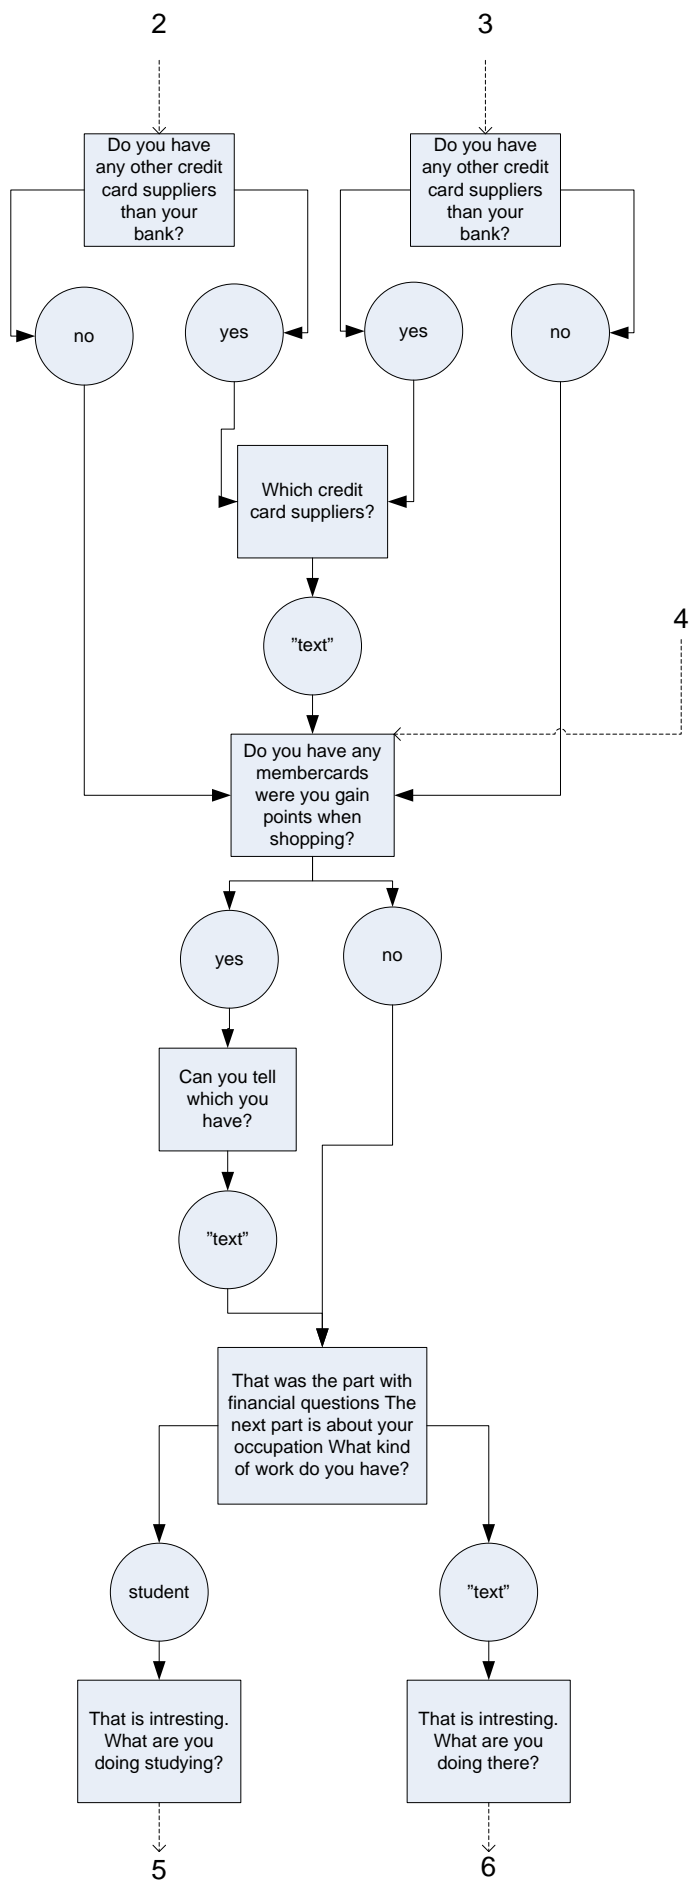 2
3
Do you have
any other credit
card suppliers
than your
bank?
Do you have
any other credit
card suppliers
than your
bank?
no
yes
yes
no
Which credit
card suppliers?
”text”
4
Do you have any
membercards
were you gain
points when
shopping?
yes
no
Can you tell
which you
have?
”text”
That was the part with
financial questions The
next part is about your
occupation What kind
of work do you have?
student
”text”
That is intresting.
What are you
doing studying?
That is intresting.
What are you
doing there?
5
6